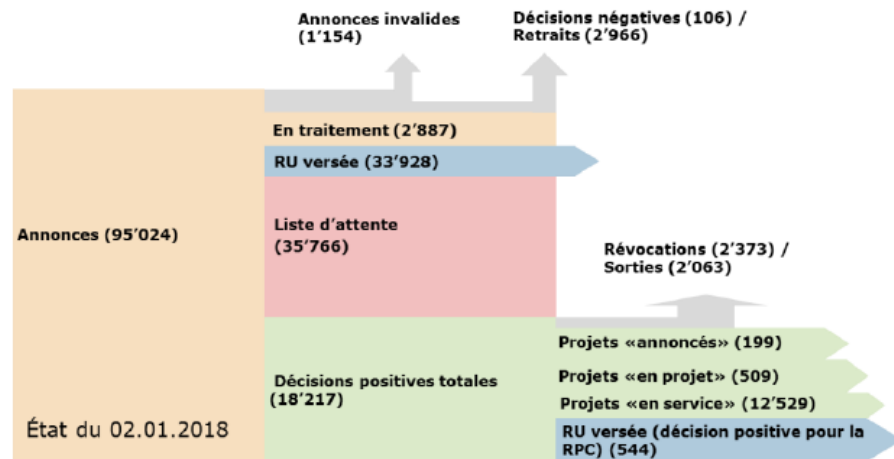 Annonces invalides
(1’154)
Décisions négatives (106) /
Retraits (2’966)
En traitement (2’887)
RU versée (33’928)
Annonces (95’024)
Liste d’attente
(35’766)
Révocations (2’373) /
Sorties (2’063)
Décisions positives totales
(18’217)
Projets «annoncés» (199)
Projets «en projet» (509)
Projets «en service» (12’529)
RU versée (décision positive pour la
RPC) (544)
État du 02.01.2018